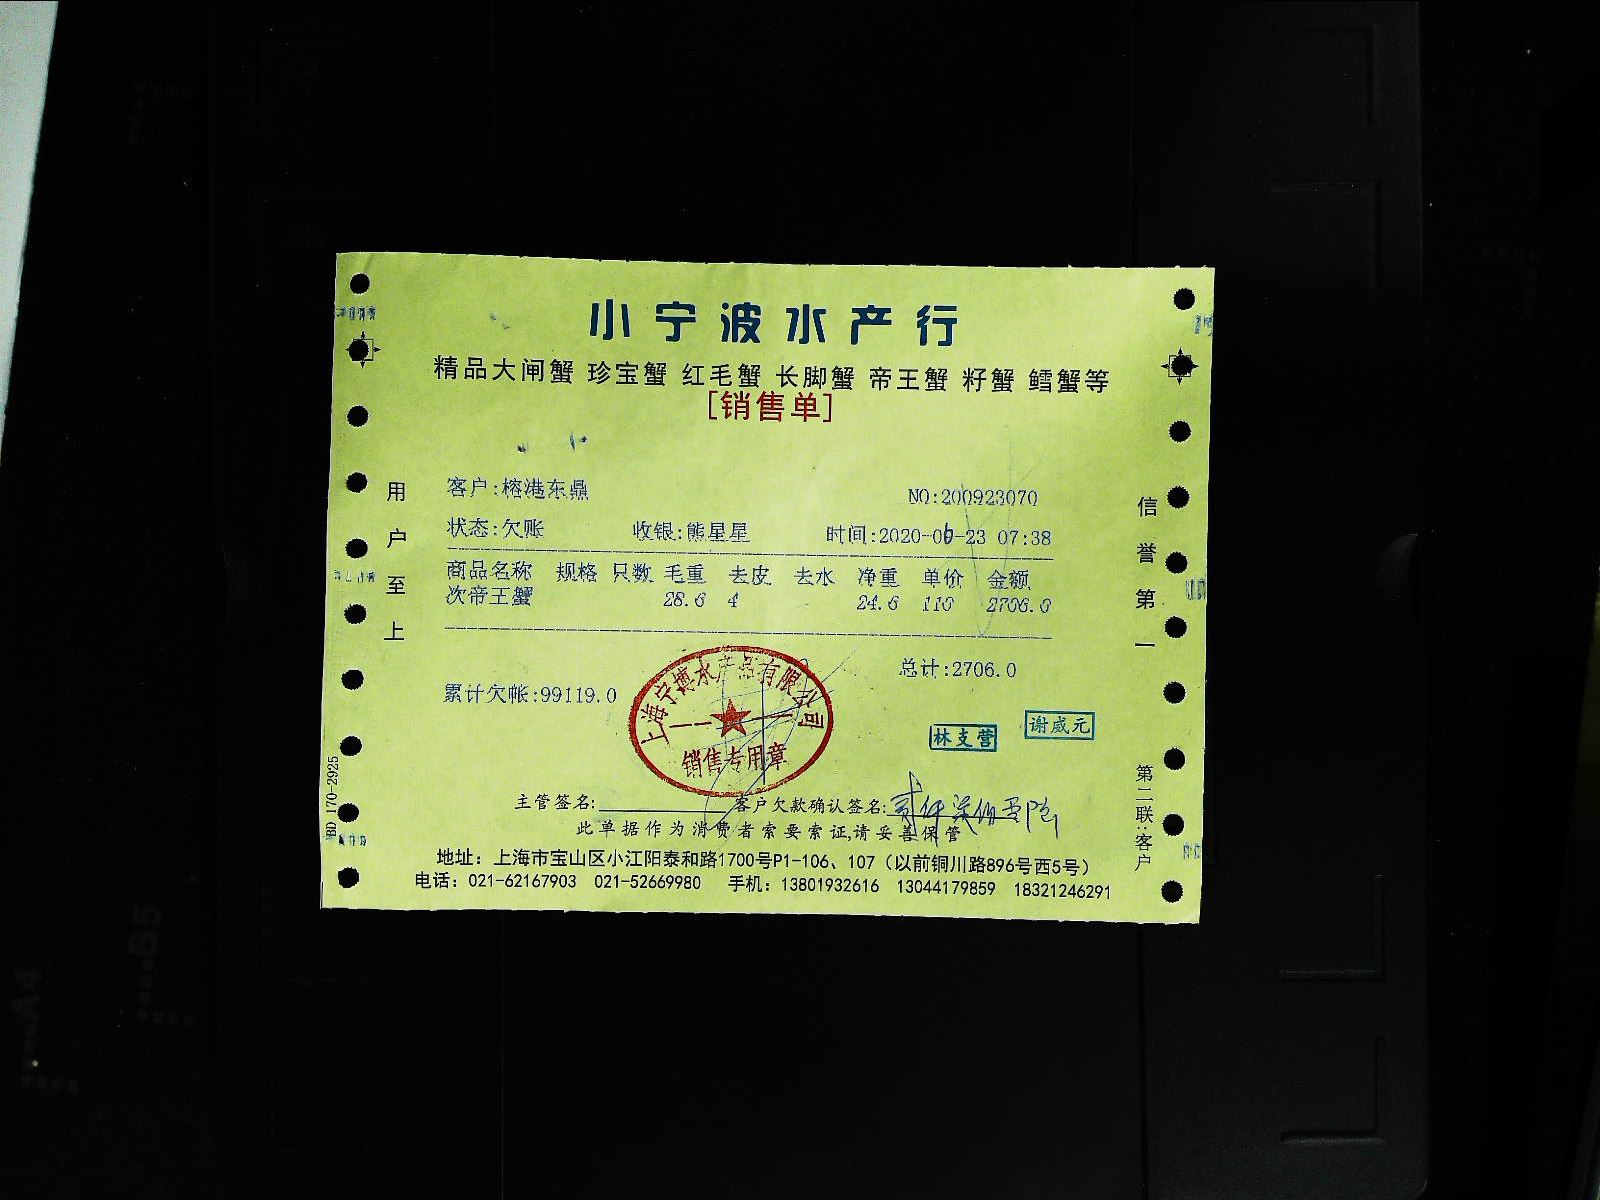 小宁波水产行
精品大闸蟹 珍宝蟹 红毛蟹 长脚蟹 帝王蟹 籽蟹 鳕蟹等
[销售单]
客户:榕港东鼎 NO:200923070
状态:欠账 收银:熊星星 时间:2020-09-23 07:38
商品名称 规格 只数 毛重 去皮 去水 净重 单价 金额
次帝王蟹 28.6 4 24.6 110 2706.0
总计:2706.0
累计欠帐:99119.0
上海宁博水产品有限公司
销售专用章
林支营
谢威元
主管签名: 客户欠款确认签名:
此单据作为消费者索要索证,请妥善保管
地址：上海市宝山区小江阳泰和路1700号P1-106、107（以前铜川路896号西5号）
电话：021-62167903 021-52669980 手机：13801932616 13044179859 18321246291
用户至上
信誉第一
第二联:客户
170-2925
A4
B5